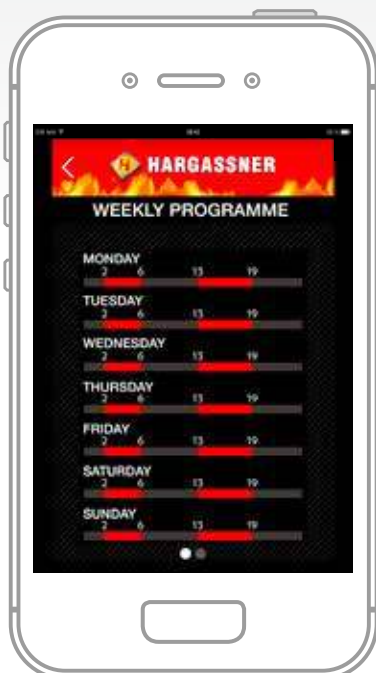 HARGASSNER
WEEKLY PROGRAMME
MONDAY
2 6 13 19
TUESDAY
2 6 13 19
WEDNESDAY
2 6 13 19
THURSDAY
2 6 13 19
FRIDAY
2 6 13 19
SATURDAY
2 6 13 19
SUNDAY
2 6 13 19